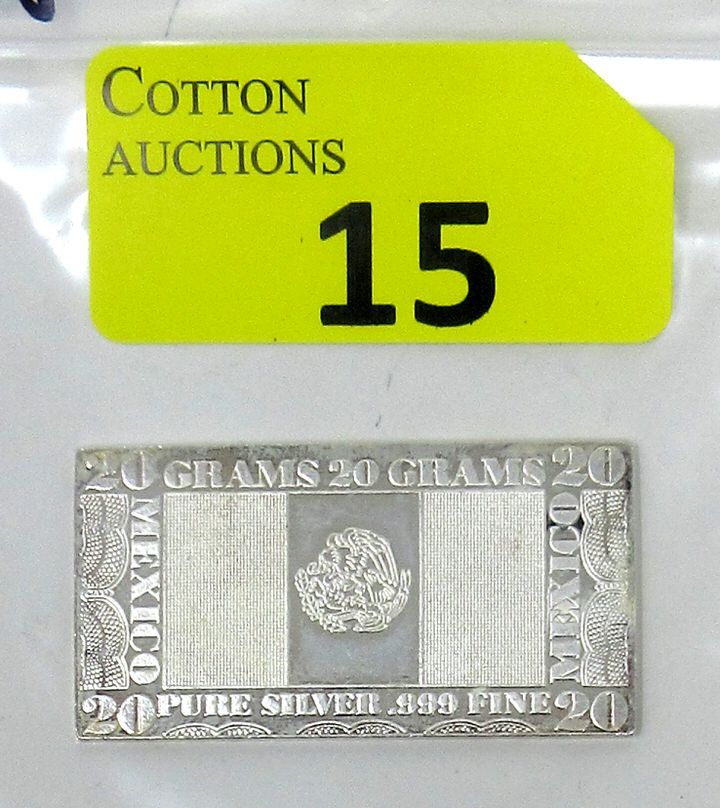 COTTON
AUCTIONS
15
20 GRAMS 20 GRAMS 20
MEXICO
MEXICO
20 PURE SILVER .999 FINE 20